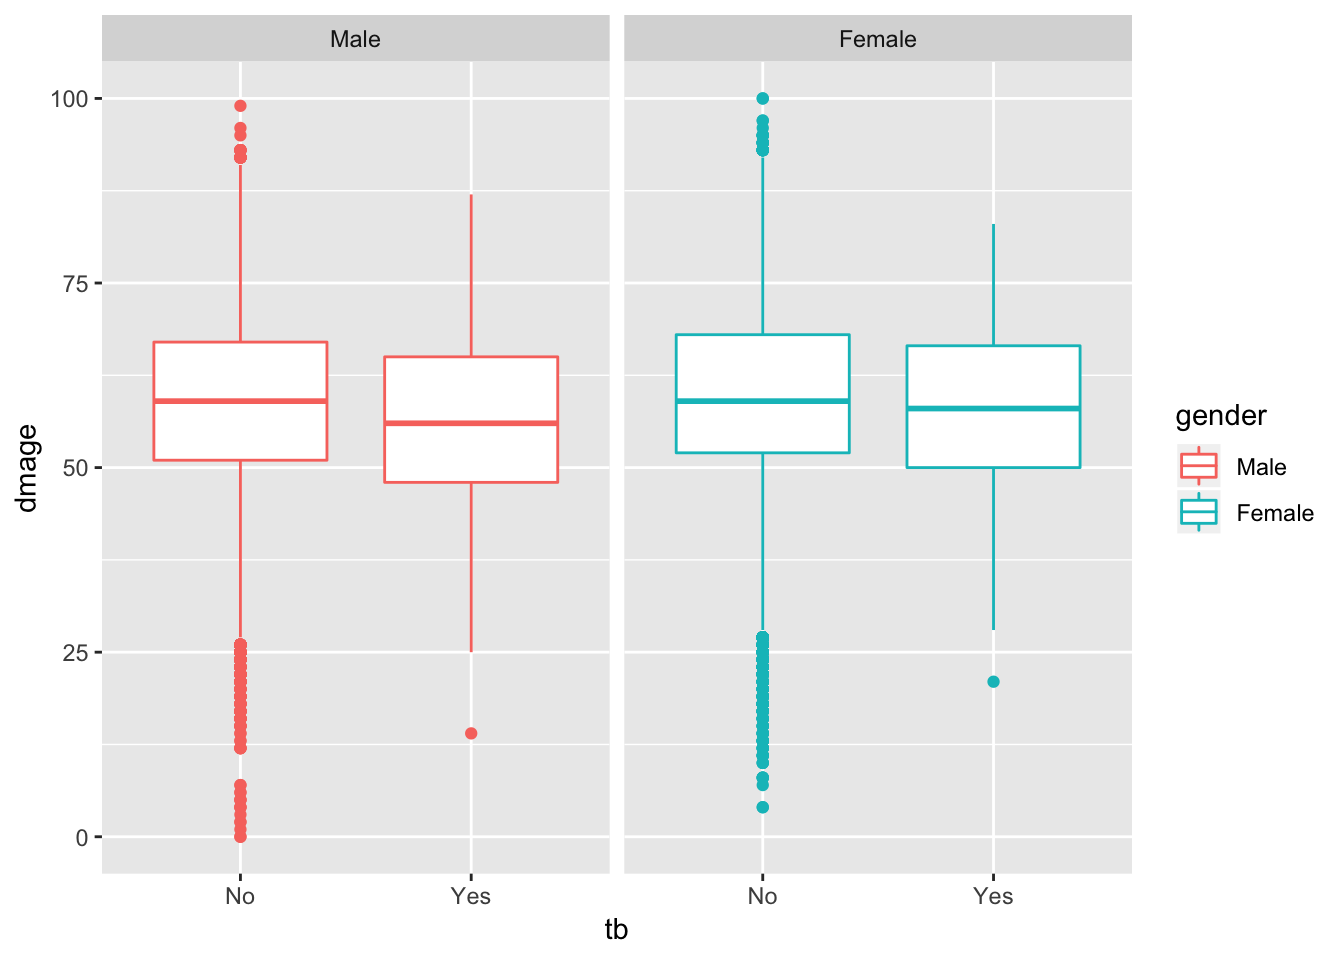 Male Female
100
75
50
25
0
dmage
No Yes No Yes
tb
gender
Male
Female